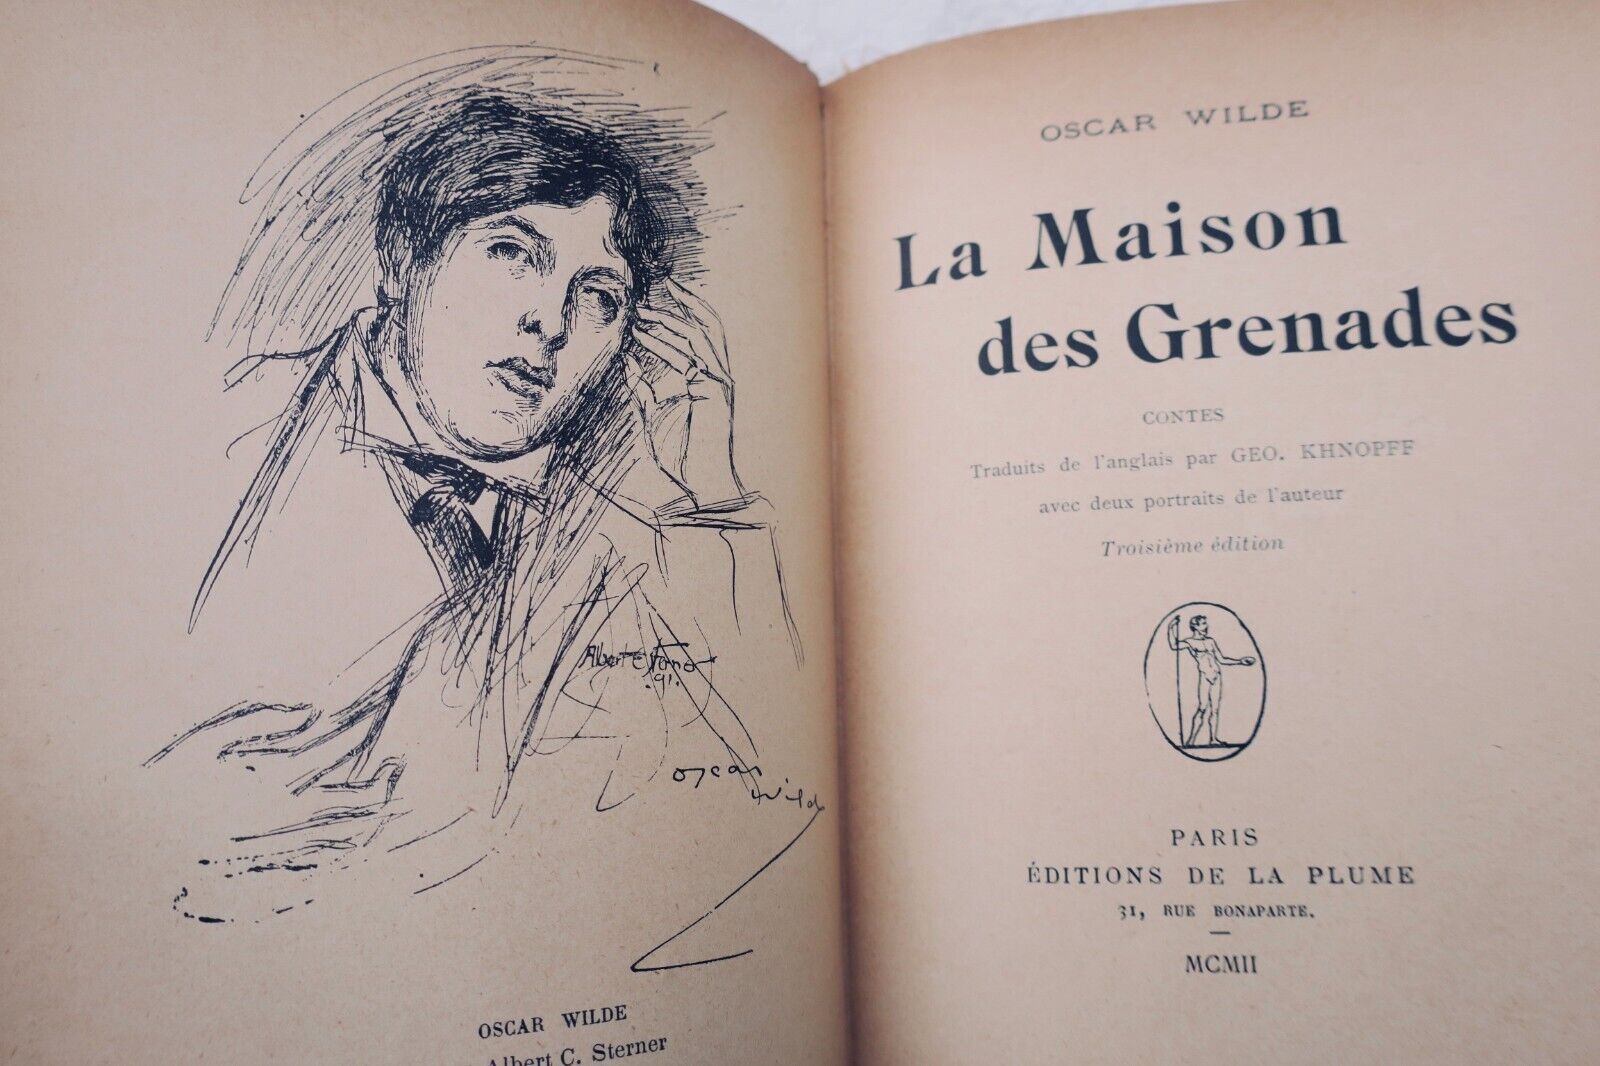 Albert Sterner
.91.
Oscar
Wilde
OSCAR WILDE
Albert C. Sterner
OSCAR WILDE
La Maison
des Grenades
CONTES
Traduits de l'anglais par GEO. KHNOPFF
avec deux portraits de l'auteur
Troisième édition
PARIS
ÉDITIONS DE LA PLUME
31, RUE BONAPARTE.
MCMII